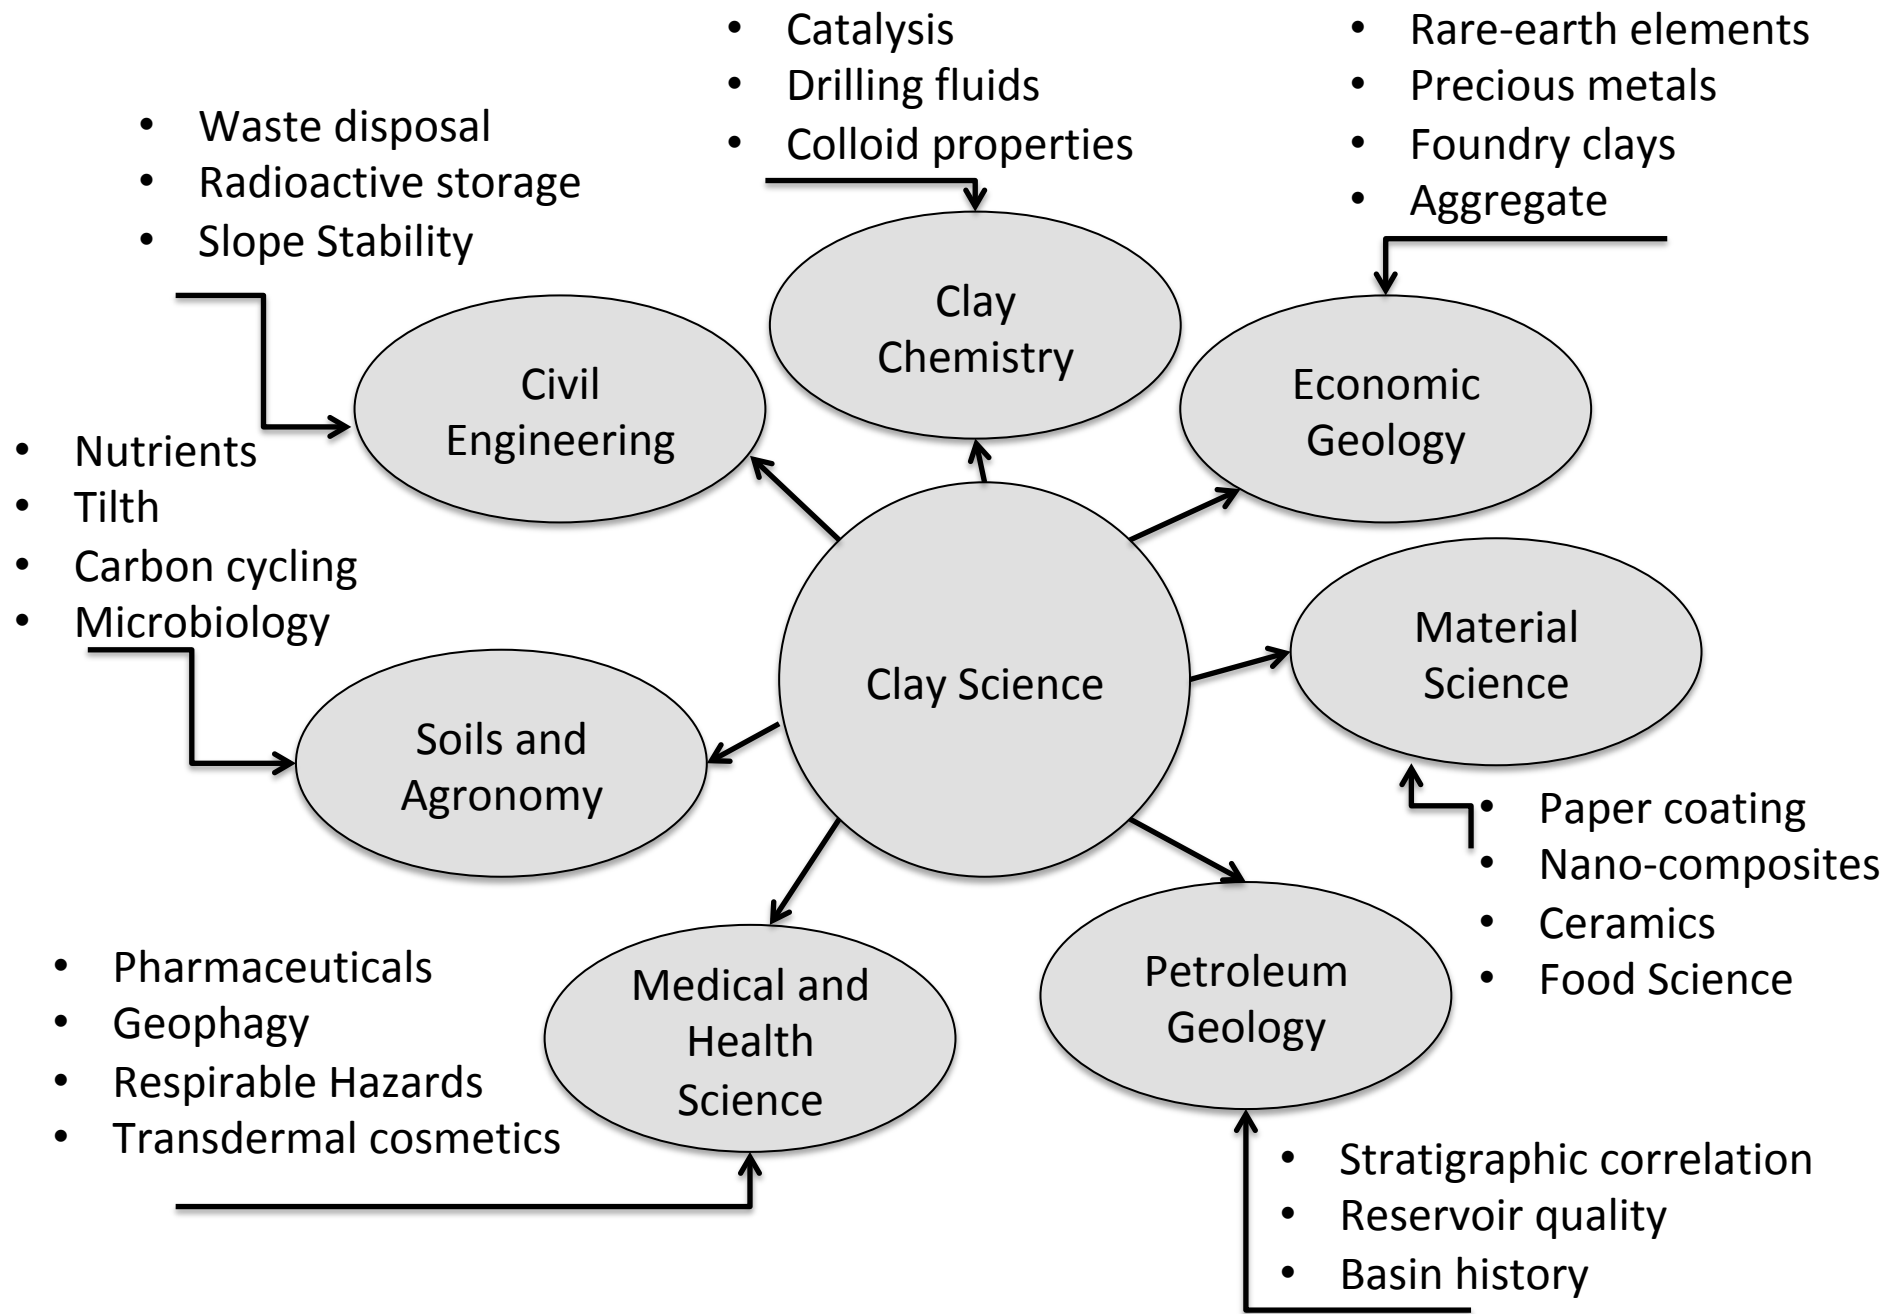 • Catalysis
• Drilling fluids
• Colloid properties
• Rare-earth elements
• Precious metals
• Foundry clays
• Aggregate
• Waste disposal
• Radioactive storage
• Slope Stability
Clay
Chemistry
Civil
Engineering
Economic
Geology
• Nutrients
• Tilth
• Carbon cycling
• Microbiology
Material
Science
Clay Science
Soils and
Agronomy
• Paper coating
• Nano-composites
• Ceramics
• Food Science
• Pharmaceuticals
• Geophagy
• Respirable Hazards
• Transdermal cosmetics
Medical and
Health
Science
Petroleum
Geology
• Stratigraphic correlation
• Reservoir quality
• Basin history